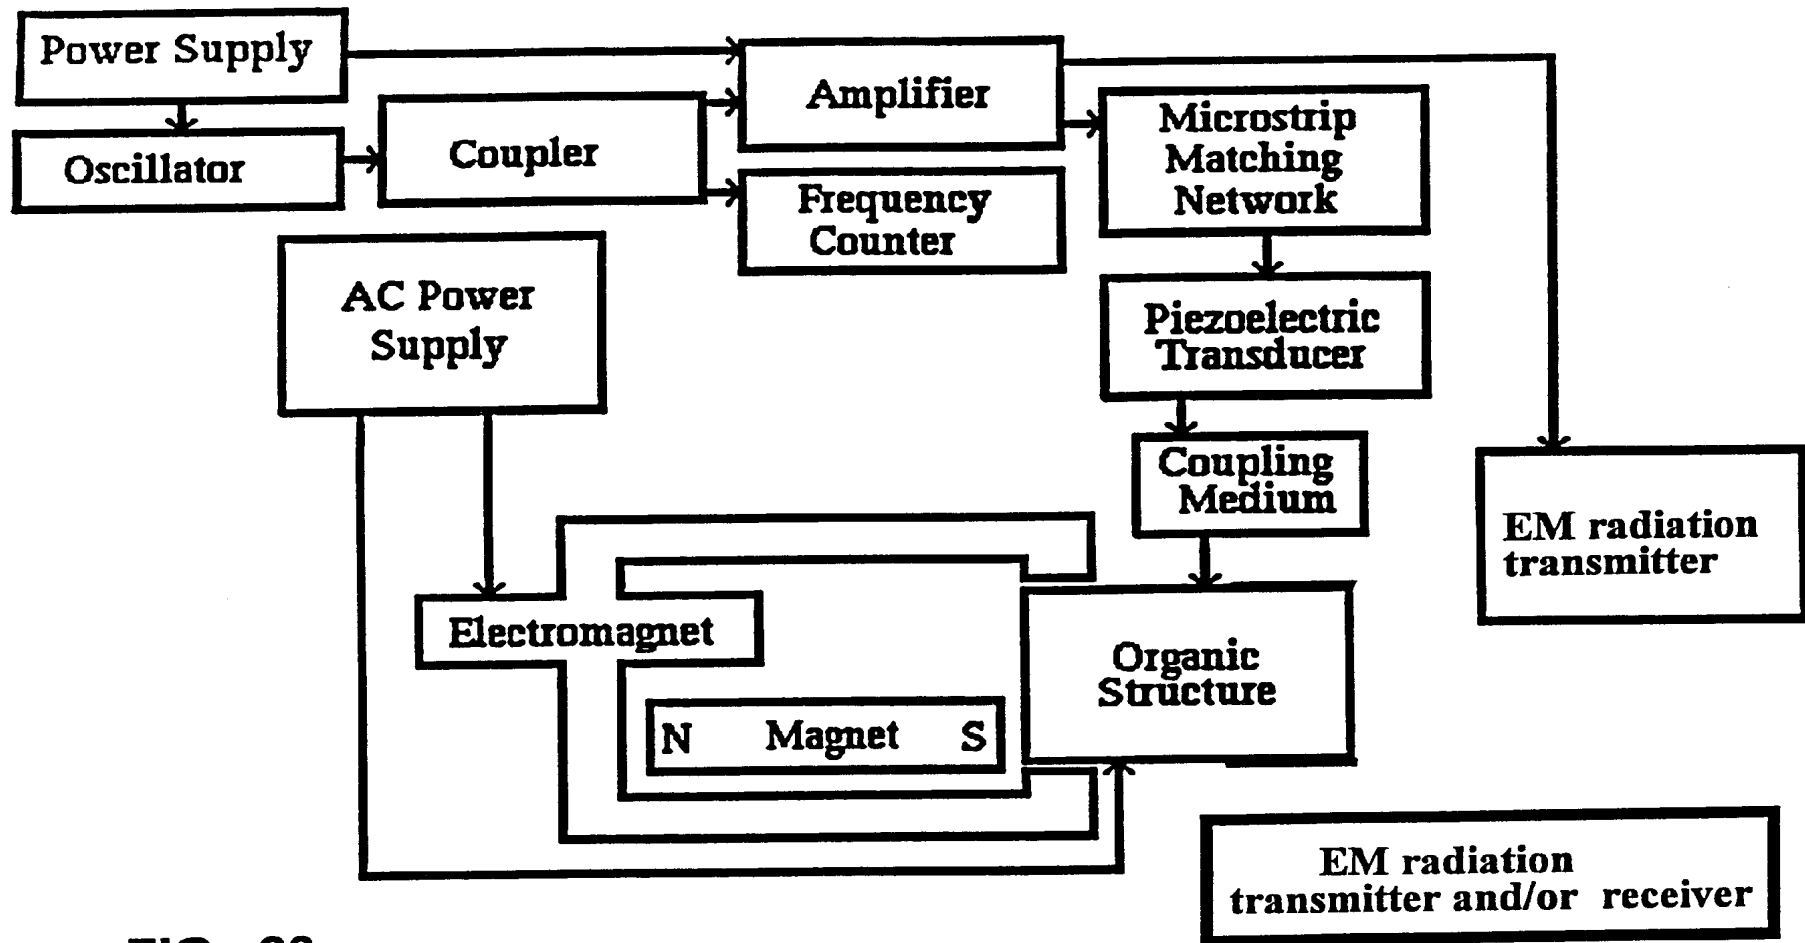 Power Supply
Oscillator
Coupler
Amplifier
Frequency
Counter
Microstrip
Matching
Network
AC Power
Supply
Piezoelectric
Transducer
Coupling
Medium
EM radiation
transmitter
Electromagnet
Organic
Structure
N Magnet S
EM radiation
transmitter and/or receiver